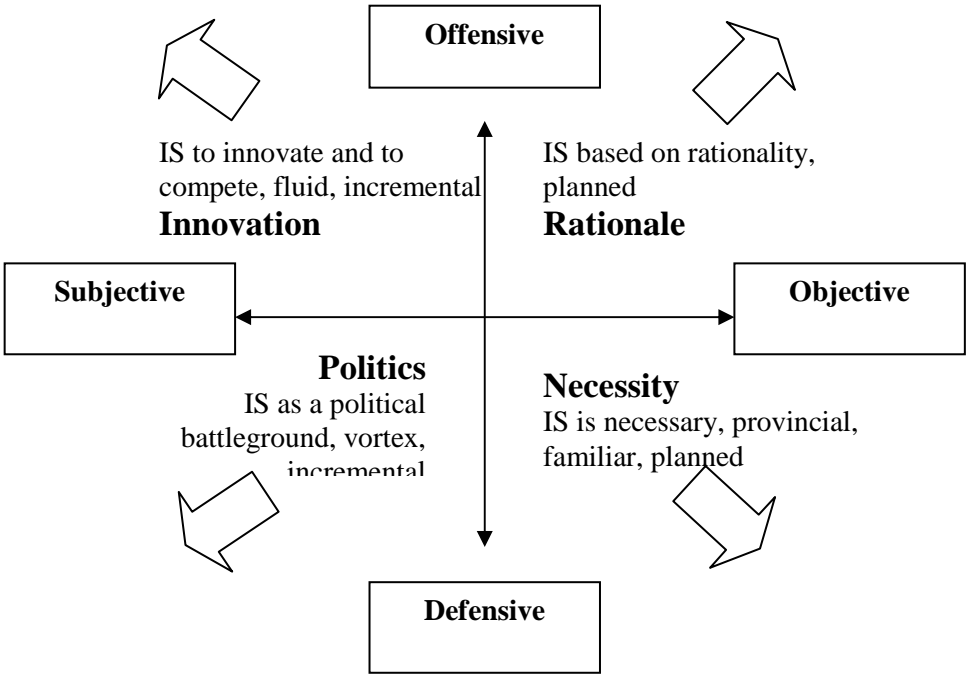 Offensive
IS to innovate and to
compete, fluid, incremental
Innovation
IS based on rationality,
planned
Rationale
Subjective
Objective
Politics
IS as a political
battleground, vortex,
incremental
Necessity
IS is necessary, provincial,
familiar, planned
Defensive